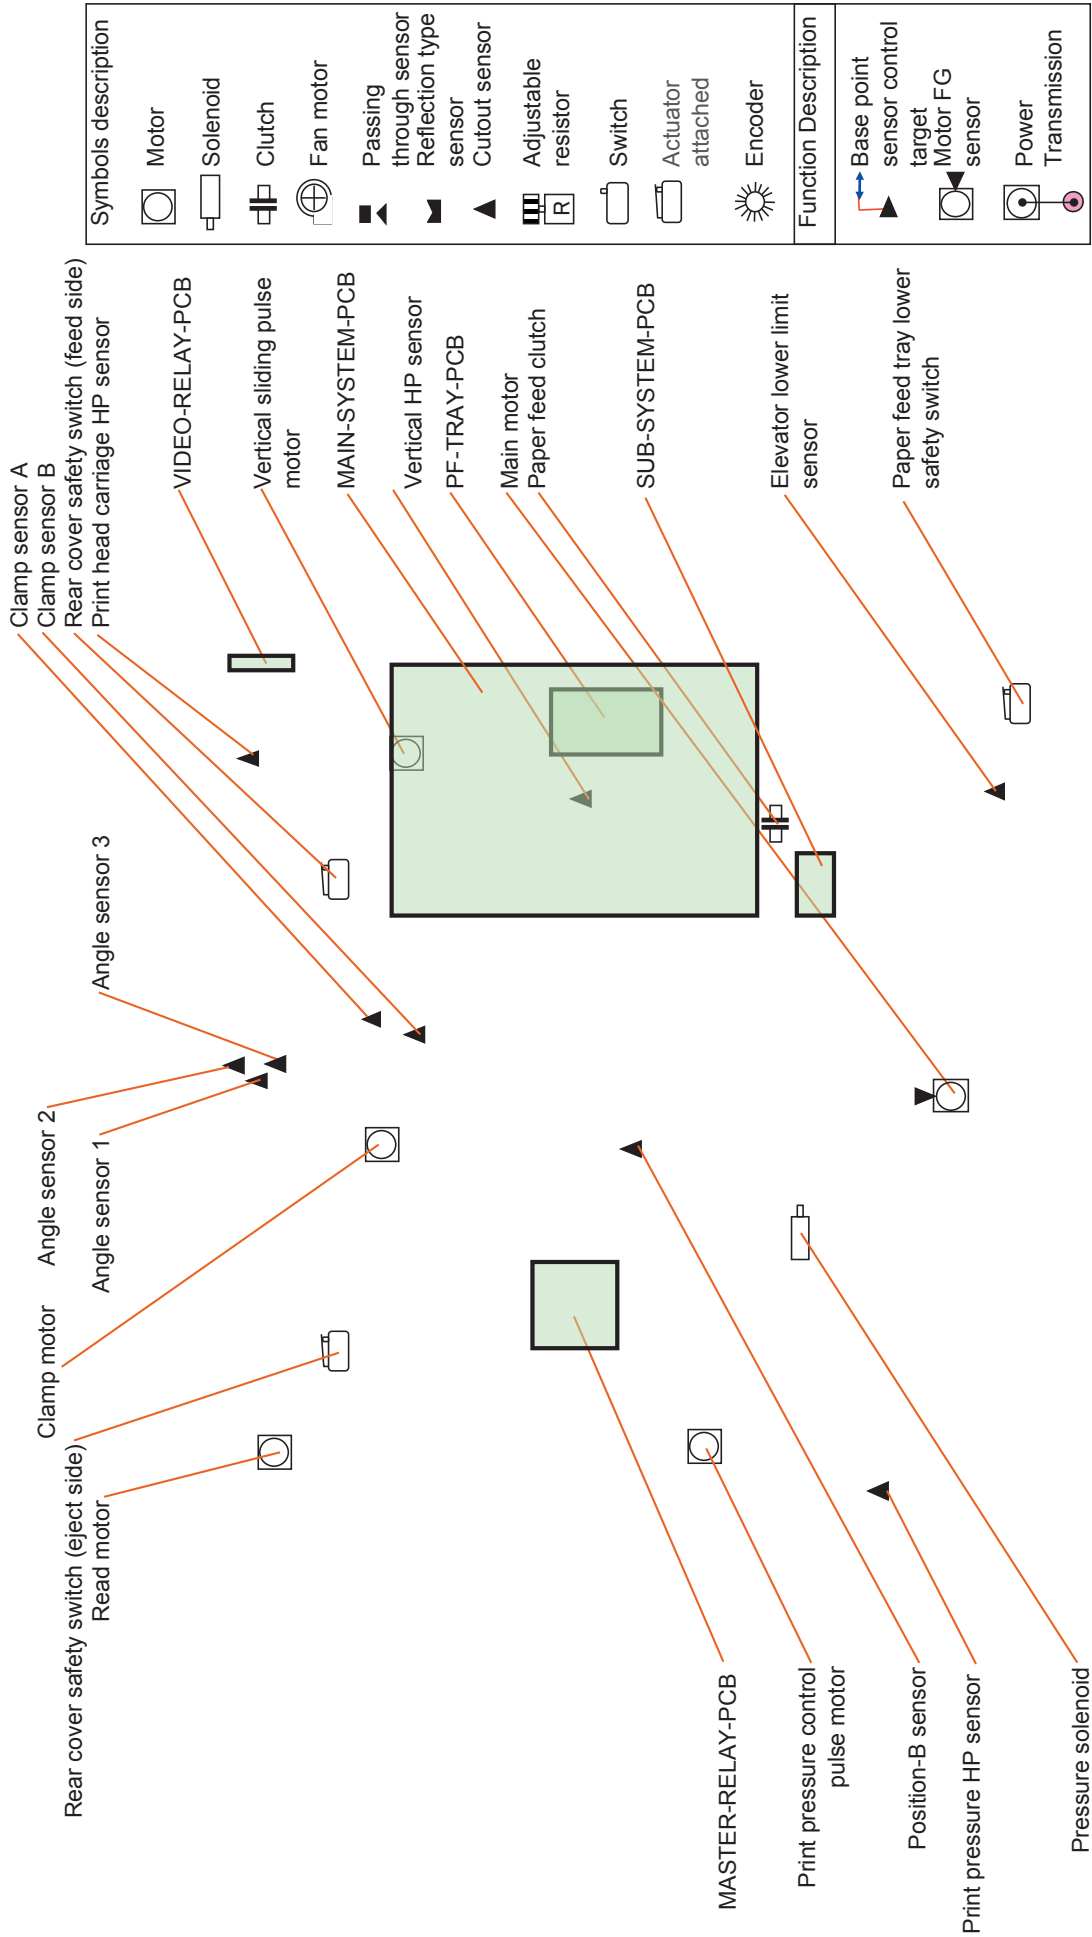 Clamp sensor A
Clamp sensor B
Rear cover safety switch (feed side)
Print head carriage HP sensor
Angle sensor 3
Angle sensor 2
Angle sensor 1
Clamp motor
Rear cover safety switch (eject side)
Read motor
VIDEO-RELAY-PCB
Vertical sliding pulse
motor
MAIN-SYSTEM-PCB
Vertical HP sensor
PF-TRAY-PCB
Main motor
Paper feed clutch
SUB-SYSTEM-PCB
Elevator lower limit
sensor
Paper feed tray lower
safety switch
MASTER-RELAY-PCB
Print pressure control
pulse motor
Position-B sensor
Print pressure HP sensor
Pressure solenoid
Symbols description
Motor
Solenoid
Clutch
Fan motor
Passing
through sensor
Reflection type
sensor
Cutout sensor
Adjustable
resistor
R
Switch
Actuator
attached
Encoder
Function Description
Base point
sensor control
target
Motor FG
sensor
Power
Transmission